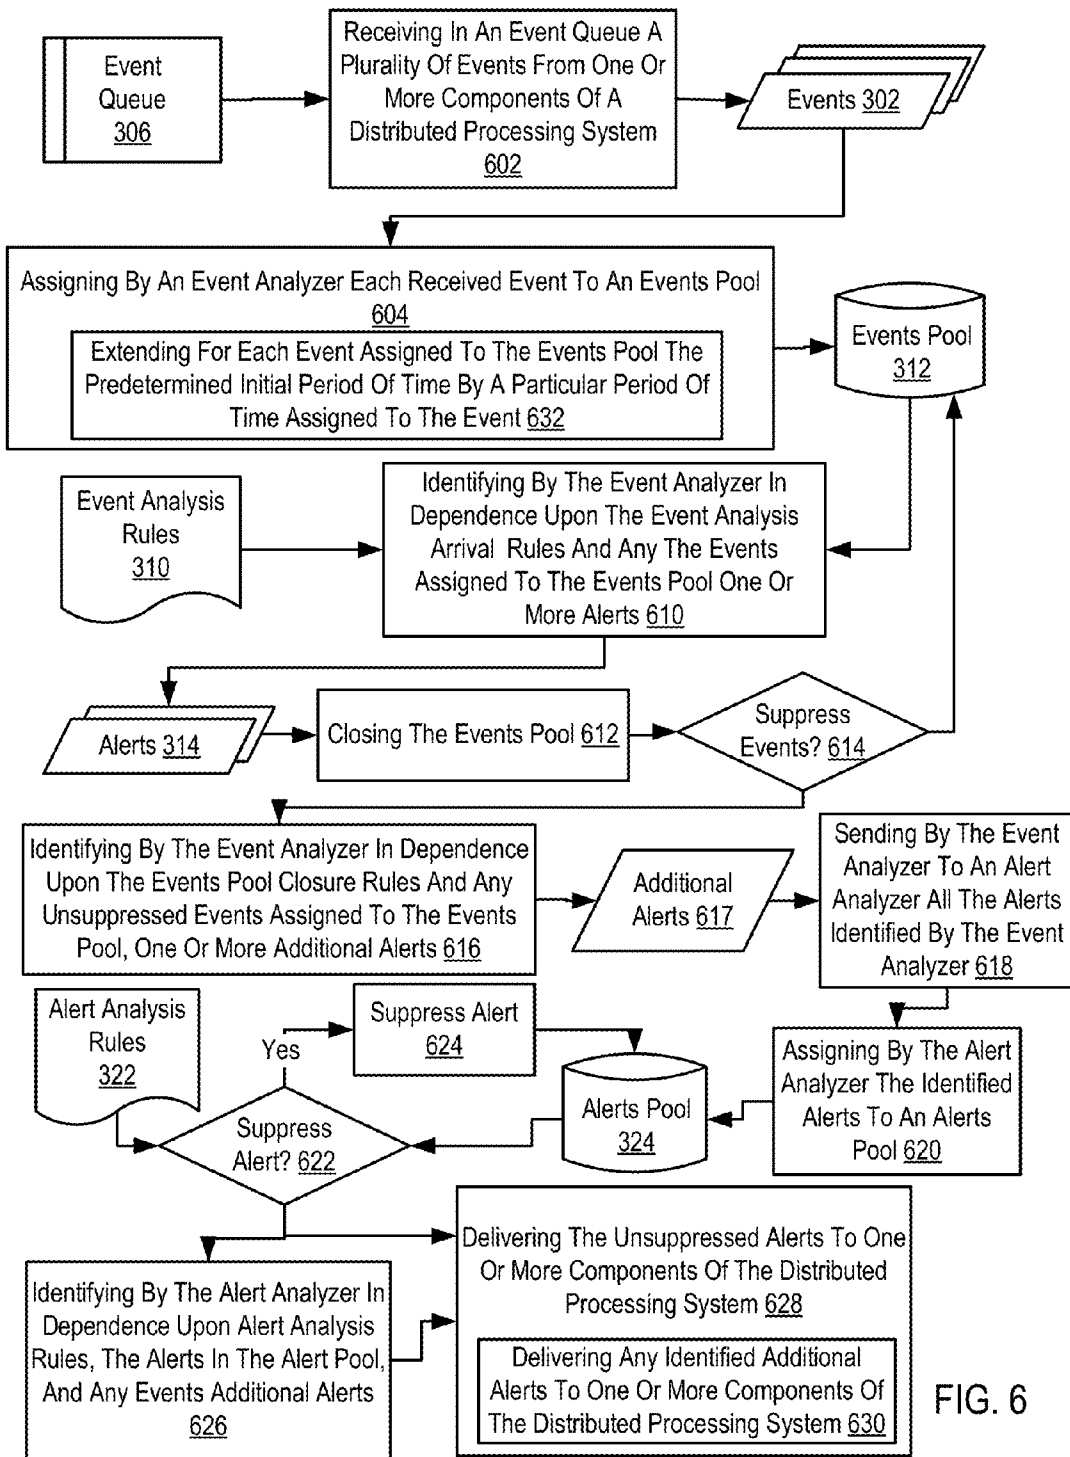 Event
Queue
306
Receiving In An Event Queue A
Plurality Of Events From One Or
More Components Of A
Distributed Processing System
602
Events 302
Assigning By An Event Analyzer Each Received Event To An Events Pool
604
Extending For Each Event Assigned To The Events Pool The
Predetermined Initial Period Of Time By A Particular Period Of
Time Assigned To The Event 632
Events Pool
312
Event Analysis
Rules
310
Identifying By The Event Analyzer In
Dependence Upon The Event Analysis
Arrival Rules And Any The Events
Assigned To The Events Pool One Or
More Alerts 610
Alerts 314
Closing The Events Pool 612
Suppress
Events? 614
Identifying By The Event Analyzer In Dependence
Upon The Events Pool Closure Rules And Any
Unsuppressed Events Assigned To The Events
Pool, One Or More Additional Alerts 616
Additional
Alerts 617
Sending By The Event
Analyzer To An Alert
Analyzer All The Alerts
Identified By The Event
Analyzer 618
Alert Analysis
Rules
322
Yes
Suppress Alert
624
Alerts Pool
324
Assigning By The Alert
Analyzer The Identified
Alerts To An Alerts
Pool 620
Suppress
Alert? 622
Identifying By The Alert Analyzer In
Dependence Upon Alert Analysis
Rules, The Alerts In The Alert Pool,
And Any Events Additional Alerts
626
Delivering The Unsuppressed Alerts To One
Or More Components Of The Distributed
Processing System 628
Delivering Any Identified Additional
Alerts To One Or More Components Of
The Distributed Processing System 630
FIG. 6